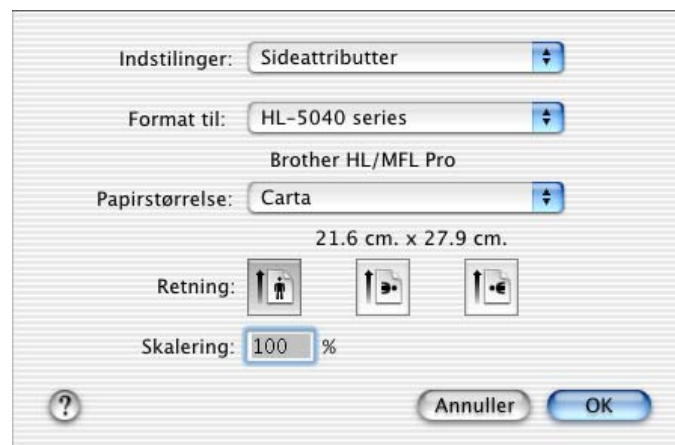 Indstilinger: Sideattributter
Format til: HL-5040 series
Brother HL/MFL Pro
Papirstørrelse: Carta
21.6 cm. x 27.9 cm.
Retning:
Skalering: 100 %
? Annuller OK